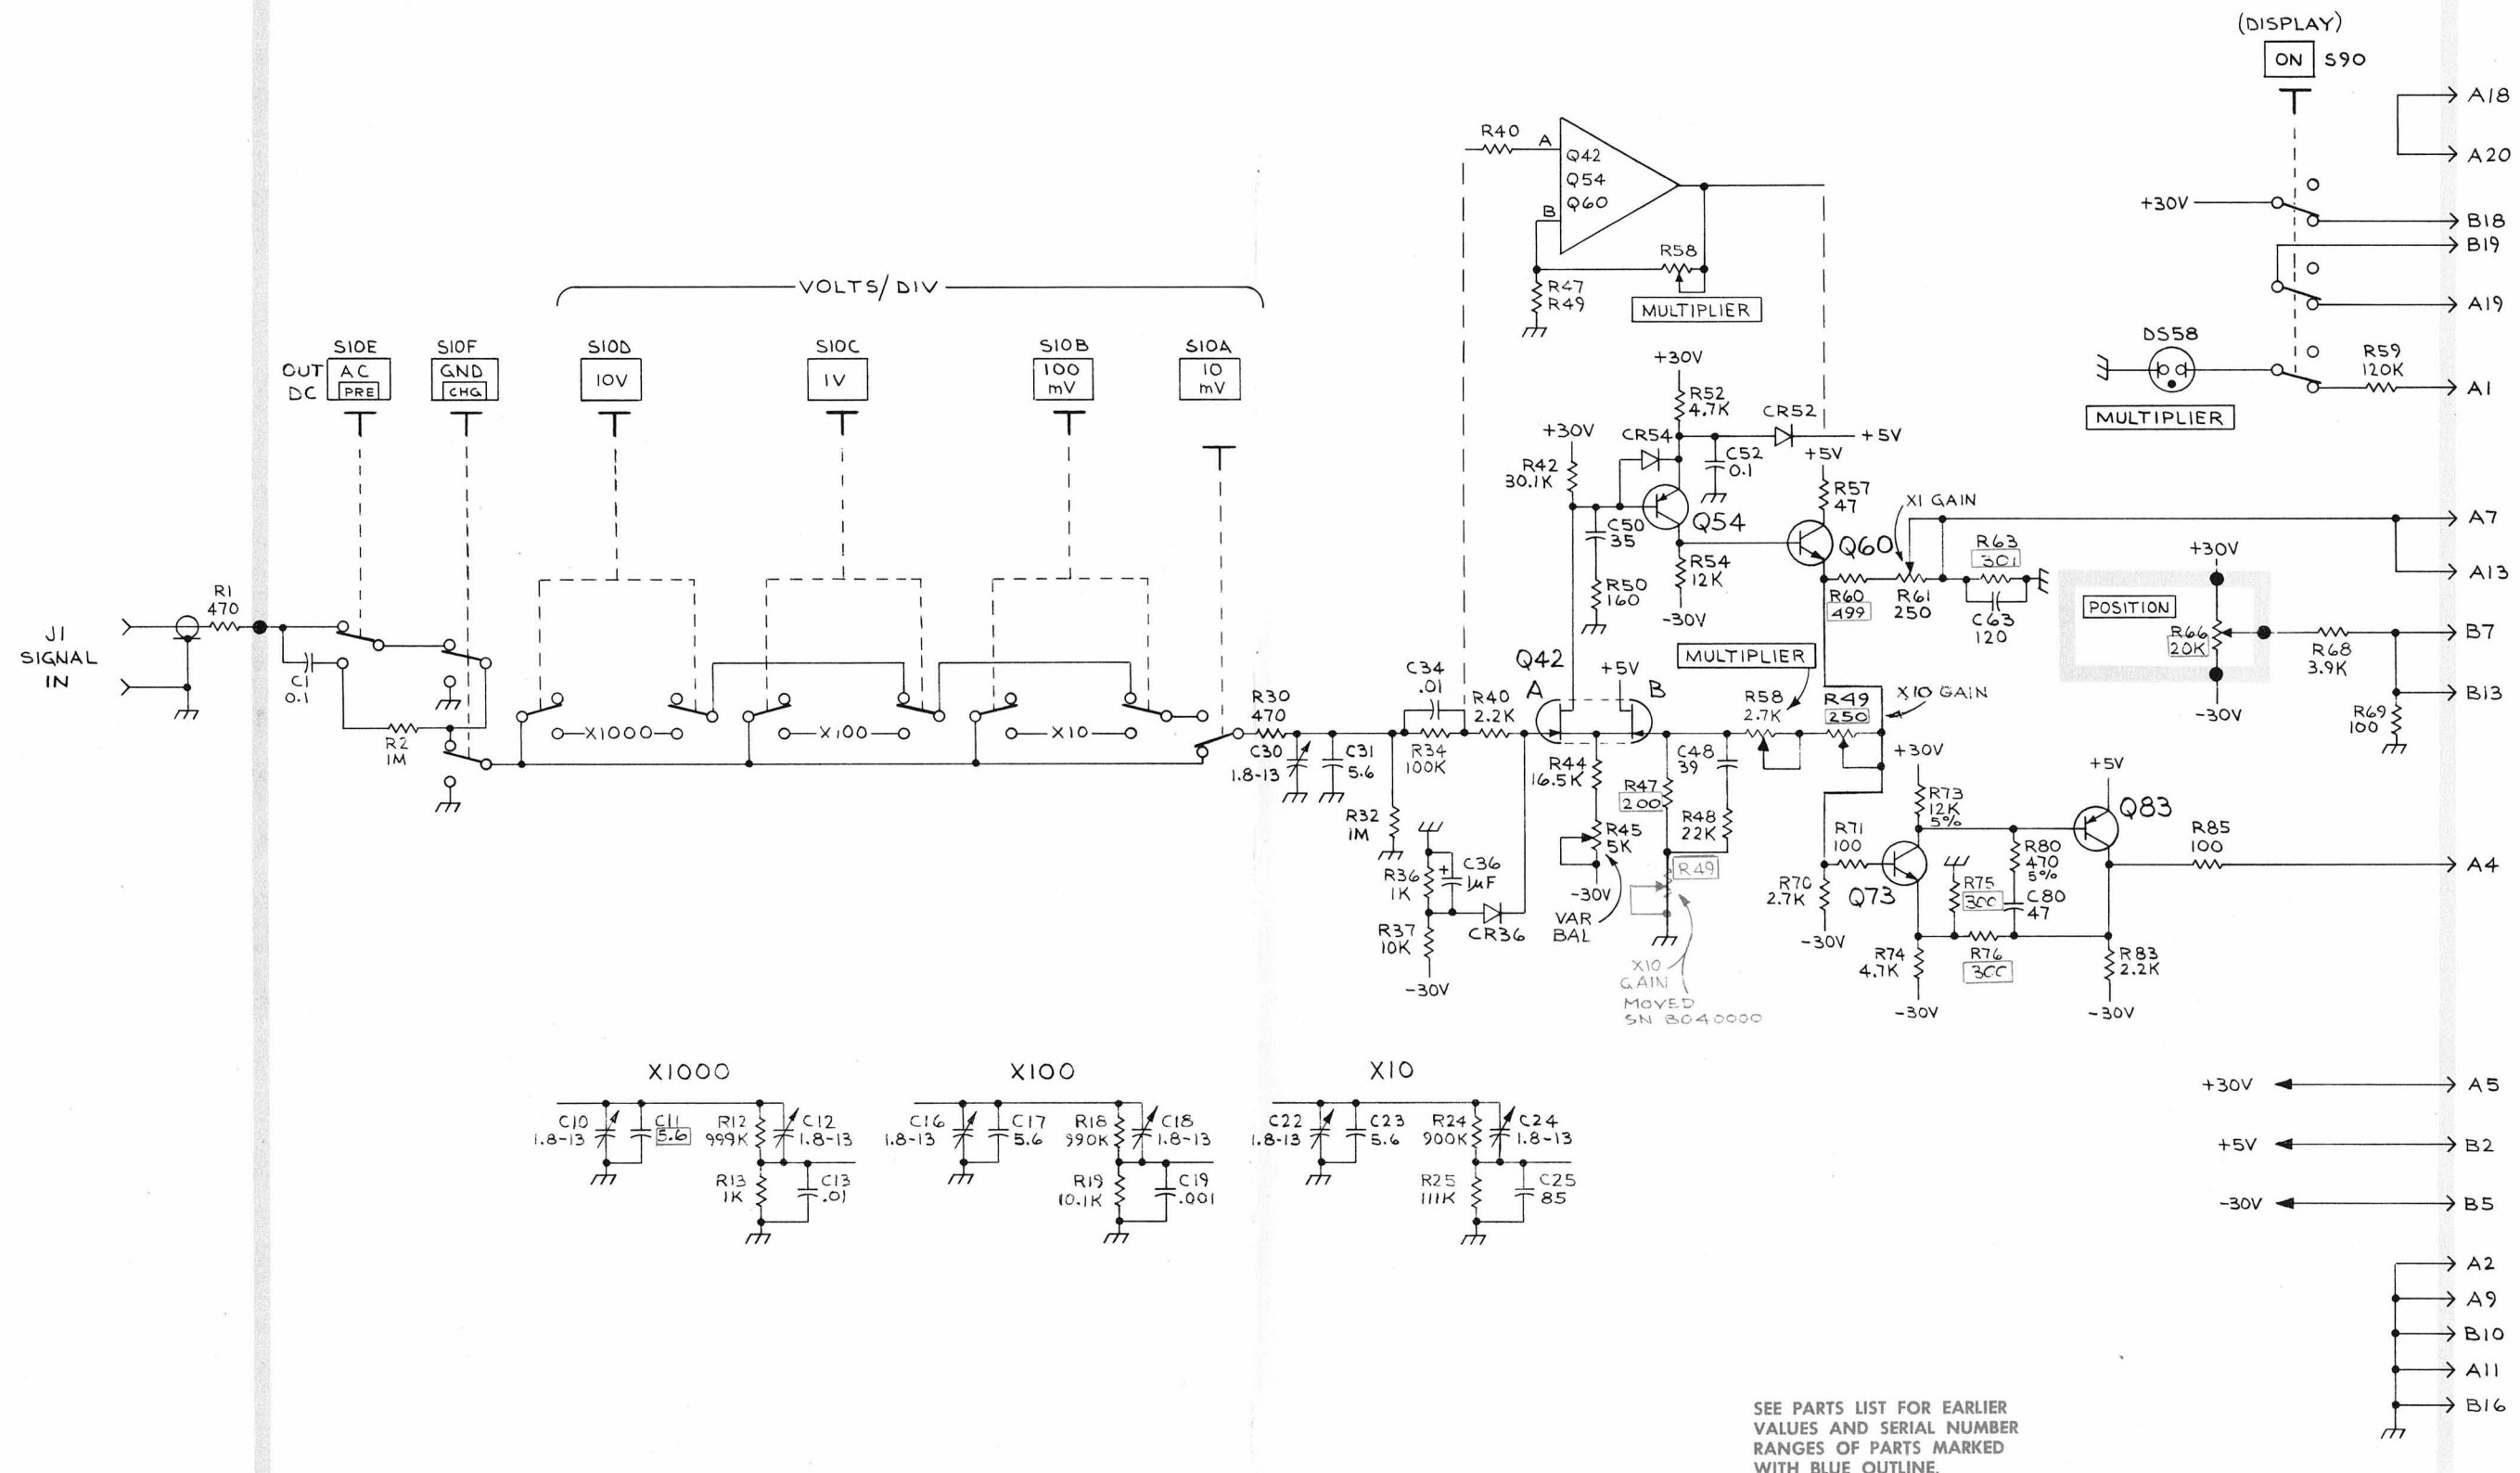 (DISPLAY)
ON S90
A18
A20
+30V
B18
B19
A19
DS58
R59
120K
A1
MULTIPLIER
R40
A
Q42
Q54
Q60
B
R58
R47
R49
MULTIPLIER
VOLTS/DIV
S10E
OUT
DC
AC
PRE
S10F
GND
CHG
S10D
10V
S10C
1V
S10B
100
mV
S10A
10
mV
J1
SIGNAL
IN
R1
470
C1
0.1
R2
1M
X1000
X100
X10
R30
470
C30
1.8-13
C31
5.6
R32
1M
C34
.01
R34
100K
R40
2.2K
R36
1K
C36
1µF
R37
10K
-30V
CR36
+30V
R42
30.1K
CR54
+30V
R52
4.7K
CR52
+5V
C52
0.1
C50
35
R50
160
Q54
R54
12K
-30V
+5V
R57
47
Q60
X1 GAIN
R60
499
R61
250
R63
301
C63
120
A7
A13
Q42
A
+5V
B
R44
16.5K
R45
5K
-30V
VAR
BAL
MULTIPLIER
R58
2.7K
R49
250
X10 GAIN
R47
200
C48
39
R48
22K
R49
X10
GAIN
MOVED
SN B040000
+30V
POSITION
R66
20K
-30V
R68
3.9K
R69
100
B7
B13
+30V
R73
12K
5%
R71
100
R70
2.7K
-30V
Q73
R74
4.7K
-30V
R75
300
R76
300
R80
470
5%
C80
47
+5V
Q83
R83
2.2K
-30V
R85
100
A4
X1000
C10
1.8-13
C11
5.6
R12
999K
C12
1.8-13
R13
1K
C13
.01
X100
C16
1.8-13
C17
5.6
R18
990K
C18
1.8-13
R19
10.1K
C19
.001
X10
C22
1.8-13
C23
5.6
R24
900K
C24
1.8-13
R25
111K
C25
85
+30V A5
+5V B2
-30V B5
A2
A9
B10
A11
B16
SEE PARTS LIST FOR EARLIER
VALUES AND SERIAL NUMBER
RANGES OF PARTS MARKED
WITH BLUE OUTLINE.